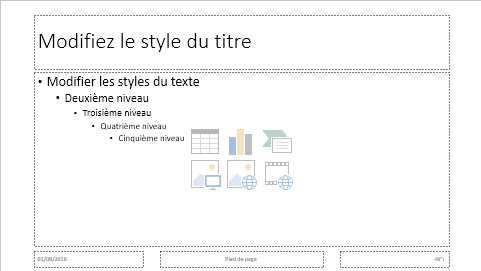 Modifiez le style du titre
• Modifier les styles du texte
• Deuxième niveau
• Troisième niveau
• Quatrième niveau
• Cinquième niveau
01/08/2016 Pied de page ‹N°›